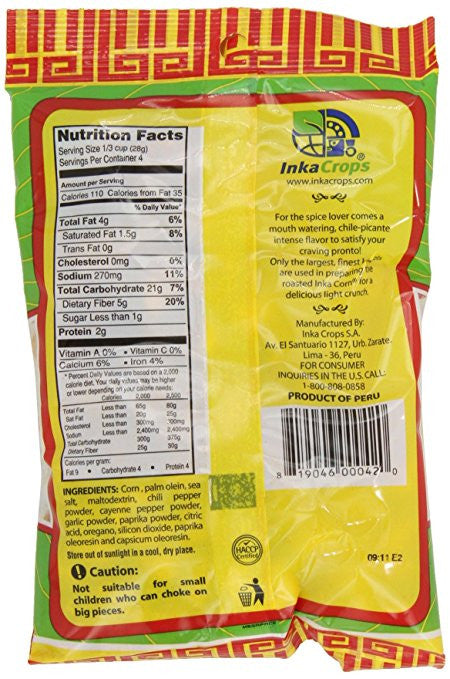 Nutrition Facts
Serving Size 1/3 cup (28g)
Servings Per Container 4
Amount per Serving
Calories 110 Calories from Fat 35
% Daily Value*
Total Fat 4g 6%
Saturated Fat 1.5g 8%
Trans Fat 0g
Cholesterol 0mg 0%
Sodium 270mg 11%
Total Carbohydrate 21g 7%
Dietary Fiber 5g 20%
Sugar Less than 1g
Protein 2g
Vitamin A 0% • Vitamin C 0%
Calcium 6% • Iron 4%
* Percent Daily Values are based on a 2,000
calorie diet. Your daily values may be higher
or lower depending on your calorie needs:
Calories 2,000 2,500
Total Fat Less than 65g 80g
Sat Fat Less than 20g 25g
Cholesterol Less than 300mg 300mg
Sodium Less than 2,400mg 2,400mg
Total Carbohydrate 300g 375g
Dietary Fiber 25g 30g
Calories per gram:
Fat 9 • Carbohydrate 4 • Protein 4
INGREDIENTS: Corn, palm olein, sea
salt, maltodextrin, chili pepper
powder, cayenne pepper powder,
garlic powder, paprika powder, citric
acid, oregano, silicon dioxide, paprika
oleoresin and capsicum oleoresin.
Store out of sunlight in a cool, dry place.
! Caution:
Not suitable for small
children who can choke on
big pieces.
HACCP
Certified
InkaCrops®
www.inkacrops.com
For the spice lover comes a
mouth watering, chile-picante
intense flavor to satisfy your
craving pronto!
Only the largest, finest
are used in preparing the
roasted Inka Corn® for a
delicious light crunch.
Manufactured By:
Inka Crops S.A.
Av. El Santuario 1127, Urb. Zarate.
Lima - 36, Peru
FOR CONSUMER
INQUIRIES IN THE U.S. CALL:
1-800-808-0858
PRODUCT OF PERU
8 19046 00042 0
09:11 E2